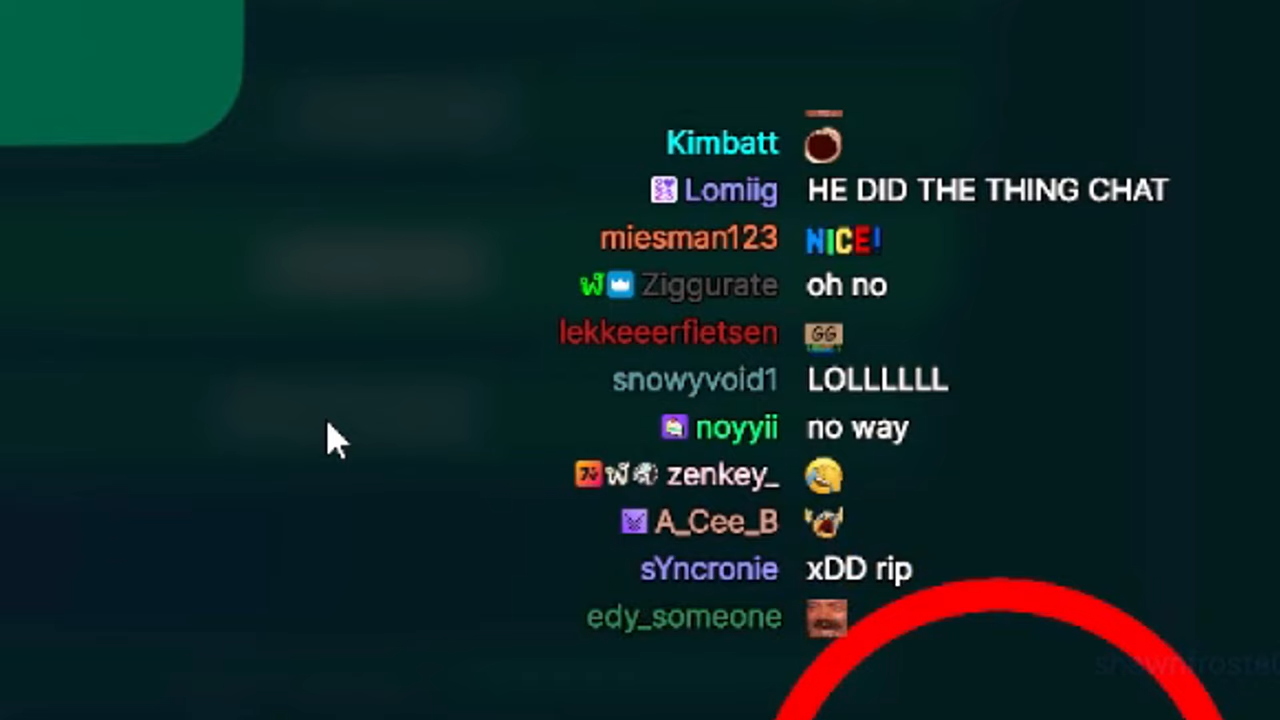 Kimbatt
Lomiig HE DID THE THING CHAT
miesman123 NICE!
Ziggurate oh no
lekkeeerfietsen GG
snowyvoid1 LOLLLLLL
noyyii no way
zenkey_
A_Cee_B
sYncronie xDD rip
edy_someone